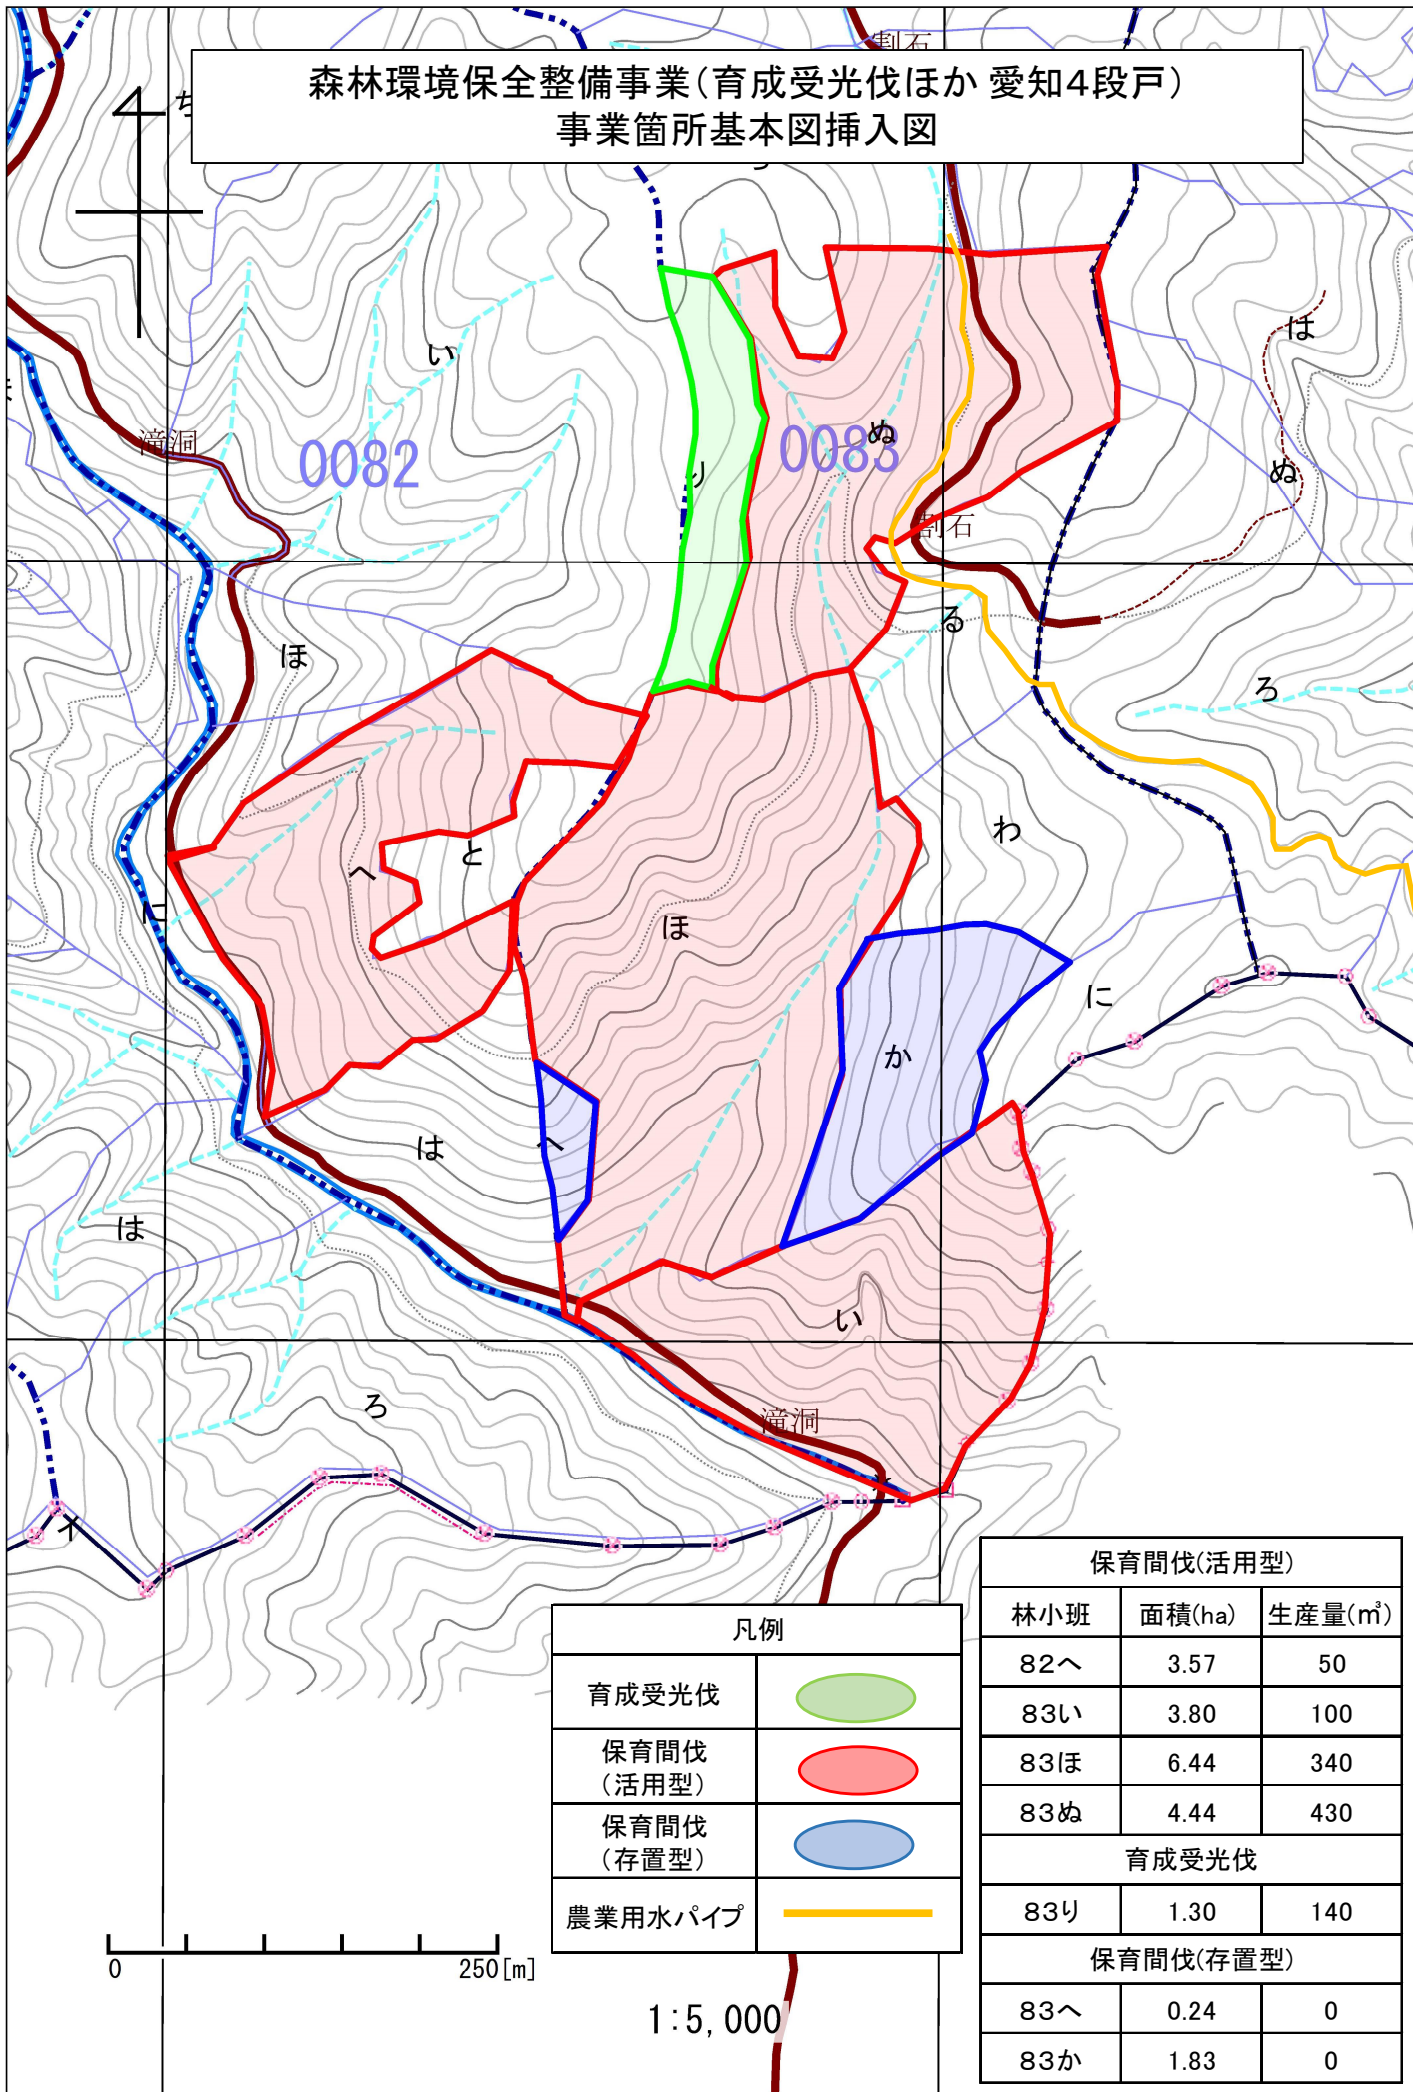 割石
森林環境保全整備事業(育成受光伐ほか 愛知4段戸)
事業箇所基本図挿入図
い
は
滝洞
0082
0083
ぬ
り
ぬ
割石
る
ほ
ろ
わ
と
へ
に
ほ
に
か
は
へ
は
い
ろ
滝洞
イ
凡例
育成受光伐
保育間伐
(活用型)
保育間伐
(存置型)
農業用水パイプ
保育間伐(活用型)
林小班 面積(ha) 生産量(㎥)
82へ 3.57 50
83い 3.80 100
83ほ 6.44 340
83ぬ 4.44 430
育成受光伐
83り 1.30 140
保育間伐(存置型)
83へ 0.24 0
83か 1.83 0
0 250[m]
1:5,000